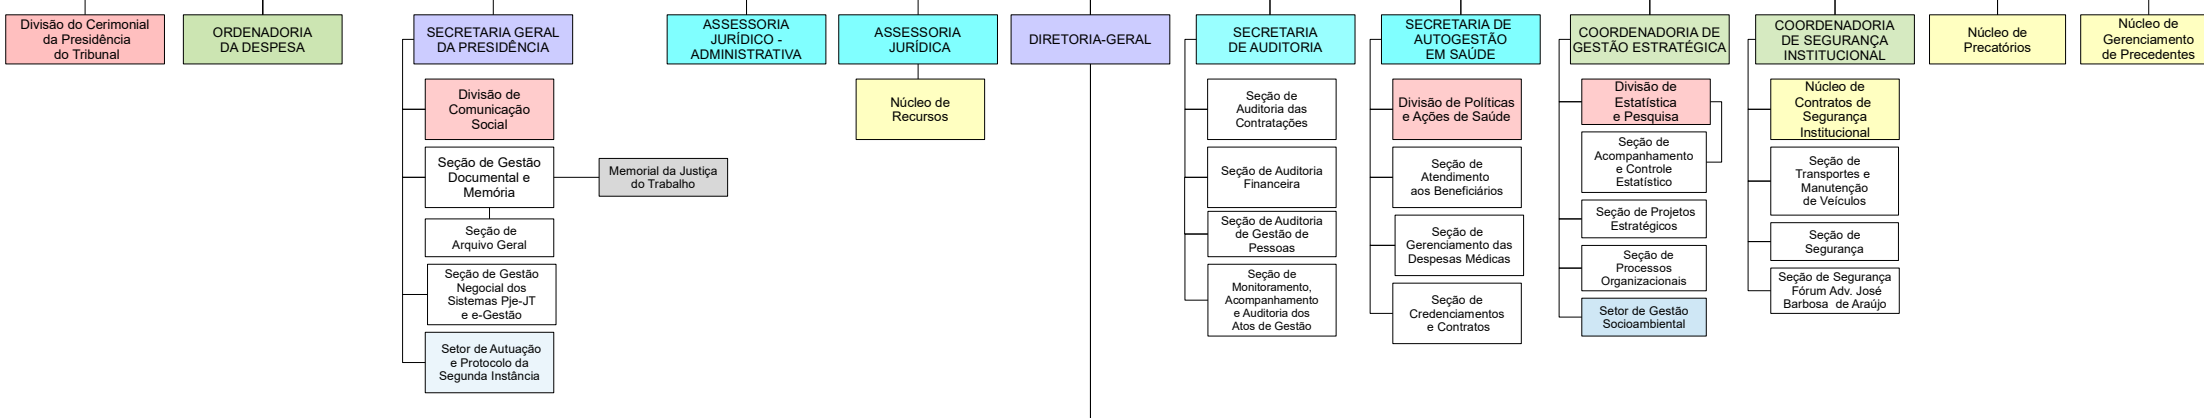 Divisão do Cerimonial
da Presidência
do Tribunal
ORDENADORIA
DA DESPESA
SECRETARIA GERAL
DA PRESIDÊNCIA
Divisão de
Comunicação
Social
Seção de Gestão
Documental e
Memória
Memorial da Justiça
do Trabalho
Seção de
Arquivo Geral
Seção de Gestão
Negocial dos
Sistemas Pje-JT
e e-Gestão
Setor de Autuação
e Protocolo da
Segunda Instância
ASSESSORIA
JURÍDICO -
ADMINISTRATIVA
ASSESSORIA
JURÍDICA
Núcleo de
Recursos
DIRETORIA-GERAL
SECRETARIA
DE AUDITORIA
Seção de
Auditoria das
Contratações
Seção de Auditoria
Financeira
Seção de Auditoria
de Gestão de
Pessoas
Seção de
Monitoramento,
Acompanhamento
e Auditoria dos
Atos de Gestão
SECRETARIA DE
AUTOGESTÃO
EM SAÚDE
Divisão de Políticas
e Ações de Saúde
Seção de
Atendimento
aos Beneficiários
Seção de
Gerenciamento das
Despesas Médicas
Seção de
Credenciamentos
e Contratos
COORDENADORIA DE
GESTÃO ESTRATÉGICA
Divisão de
Estatística
e Pesquisa
Seção de
Acompanhamento
e Controle
Estatístico
Seção de Projetos
Estratégicos
Seção de
Processos
Organizacionais
Setor de Gestão
Socioambiental
COORDENADORIA
DE SEGURANÇA
INSTITUCIONAL
Núcleo de
Contratos de
Segurança
Institucional
Seção de
Transportes e
Manutenção
de Veículos
Seção de
Segurança
Seção de Segurança
Fórum Adv. José
Barbosa de Araújo
Núcleo de
Precatórios
Núcleo de
Gerenciamento
de Precedentes